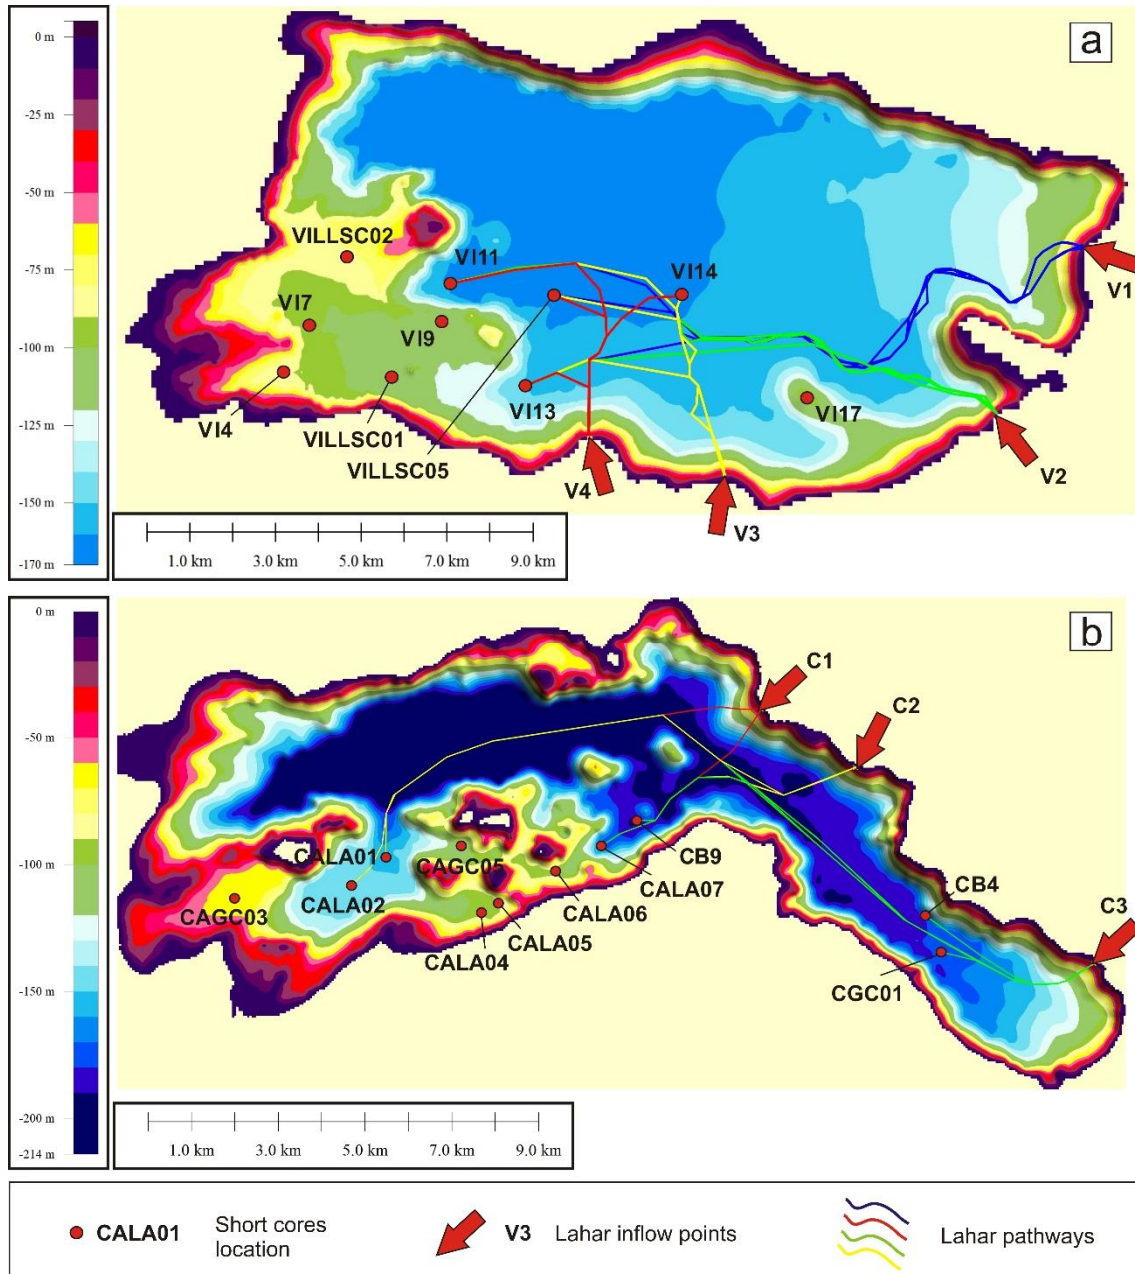 a
0 m
-25 m
-50 m
-75 m
-100 m
-125 m
-150 m
-170 m
VILLSC02
VI11
VI14
V1
VI7
VI9
VI4
VI13
VI17
VILLSC01
VILLSC05
V4
V3
V2
1.0 km 3.0 km 5.0 km 7.0 km 9.0 km
b
0 m
-50 m
-100 m
-150 m
-200 m
-214 m
C1
C2
CALA01
CAGC05
CB9
CALA07
CALA02
CALA06
CAGC03
CALA05
CALA04
CB4
C3
CGC01
1.0 km 3.0 km 5.0 km 7.0 km 9.0 km
CALA01 Short cores location
V3 Lahar inflow points
Lahar pathways